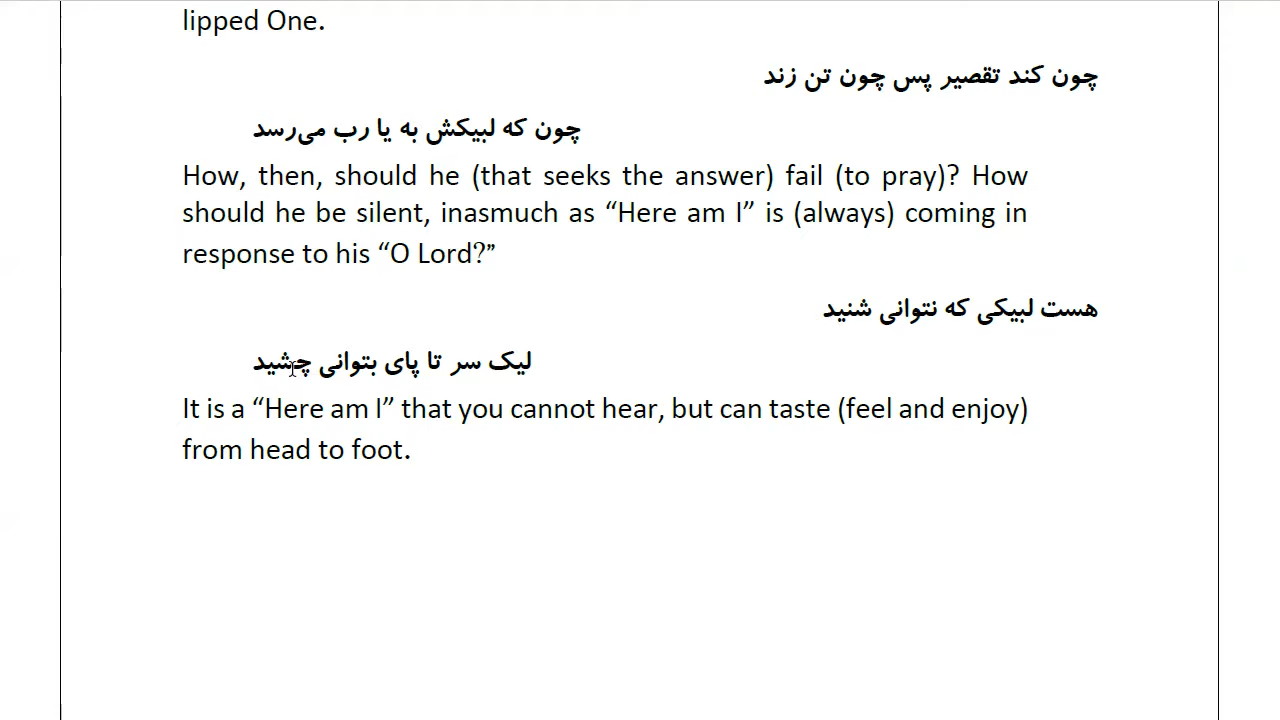 lipped One.
چون کند تقصیر پس چون تن زند
چون که لبیکش به یا رب می‌رسد
How, then, should he (that seeks the answer) fail (to pray)? How
should he be silent, inasmuch as “Here am I” is (always) coming in
response to his “O Lord?”
هست لبیکی که نتوانی شنید
لیک سر تا پای بتوانی چشید
It is a “Here am I” that you cannot hear, but can taste (feel and enjoy)
from head to foot.